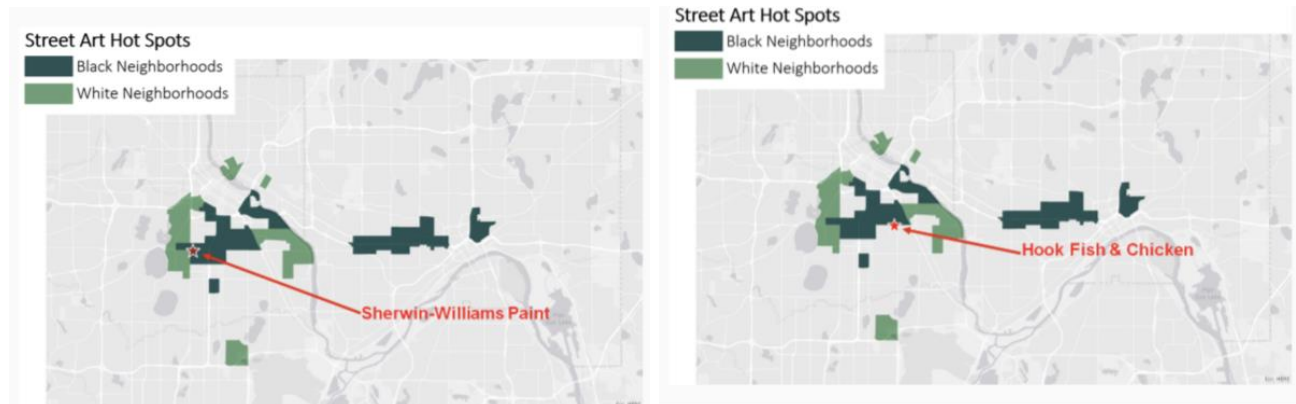 Street Art Hot Spots
Black Neighborhoods
White Neighborhoods
Sherwin-Williams Paint
Street Art Hot Spots
Black Neighborhoods
White Neighborhoods
Hook Fish & Chicken